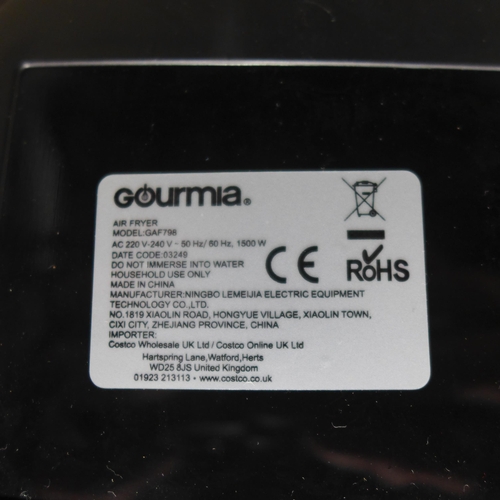 Gourmia®
AIR FRYER
MODEL:GAF798
AC 220 V-240 V - 50 Hz/ 60 Hz, 1500 W
DATE CODE:03249
DO NOT IMMERSE INTO WATER
HOUSEHOLD USE ONLY
MADE IN CHINA
CE
RoHS
MANUFACTURER:NINGBO LEMEIJIA ELECTRIC EQUIPMENT
TECHNOLOGY CO.,LTD.
NO.1819 XIAOLIN ROAD, HONGYUE VILLAGE, XIAOLIN TOWN,
CIXI CITY, ZHEJIANG PROVINCE, CHINA
IMPORTER:
Costco Wholesale UK Ltd / Costco Online UK Ltd
Hartspring Lane,Watford,Herts
WD25 8JS United Kingdom
01923 213113 • www.costco.co.uk